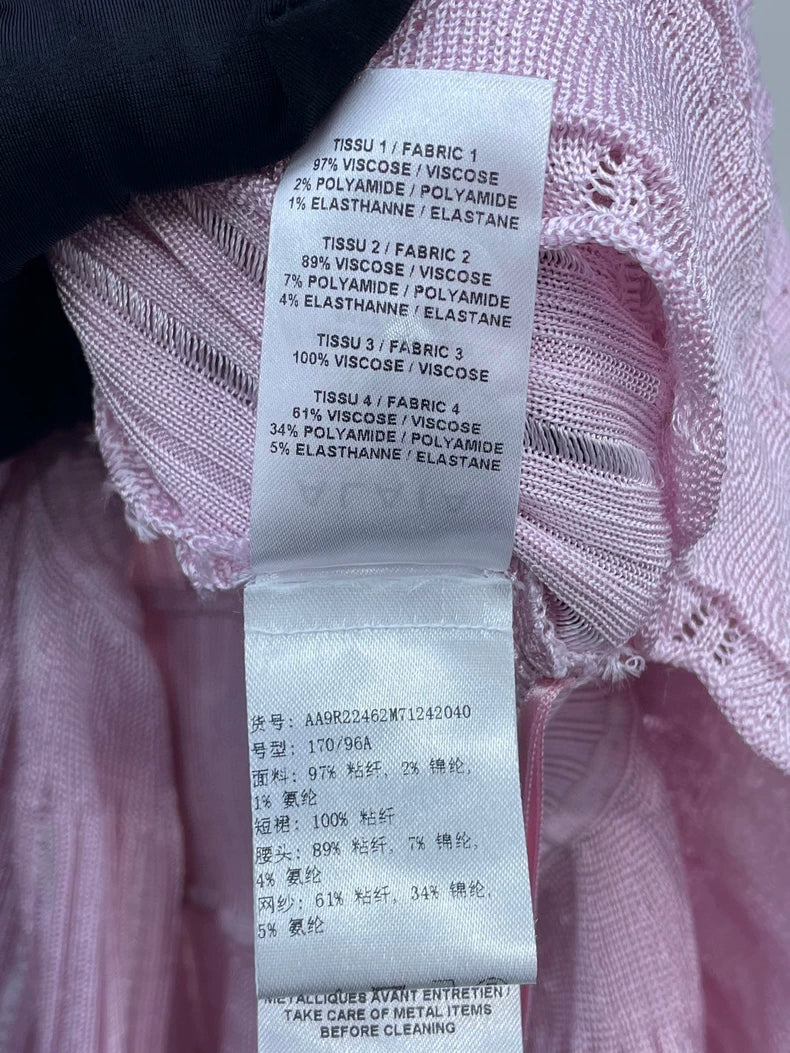 TISSU 1 / FABRIC 1
97% VISCOSE / VISCOSE
2% POLYAMIDE / POLYAMIDE
1% ELASTHANNE / ELASTANE
TISSU 2 / FABRIC 2
89% VISCOSE / VISCOSE
7% POLYAMIDE / POLYAMIDE
4% ELASTHANNE / ELASTANE
TISSU 3 / FABRIC 3
100% VISCOSE / VISCOSE
TISSU 4 / FABRIC 4
61% VISCOSE / VISCOSE
34% POLYAMIDE / POLYAMIDE
5% ELASTHANNE / ELASTANE
ALAIA
货号: AA9R22462M71242040
号型: 170/96A
面料: 97% 粘纤, 2% 锦纶,
1% 氨纶
短裙: 100% 粘纤
腰头: 89% 粘纤, 7% 锦纶,
4% 氨纶
网纱: 61% 粘纤, 34% 锦纶,
5% 氨纶
METALLIQUES AVANT ENTRETIEN /
TAKE CARE OF METAL ITEMS
BEFORE CLEANING